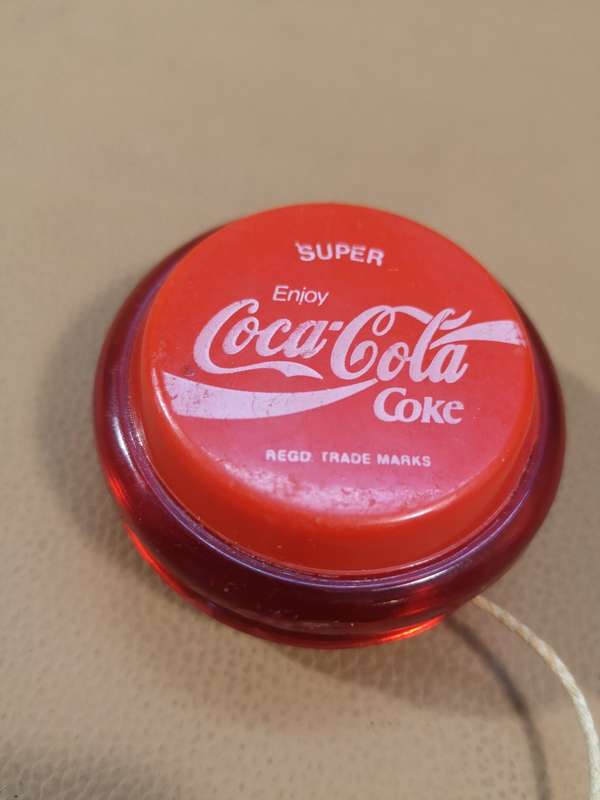 SUPER
Enjoy
Coca-Cola
Coke
REGD. TRADE MARKS